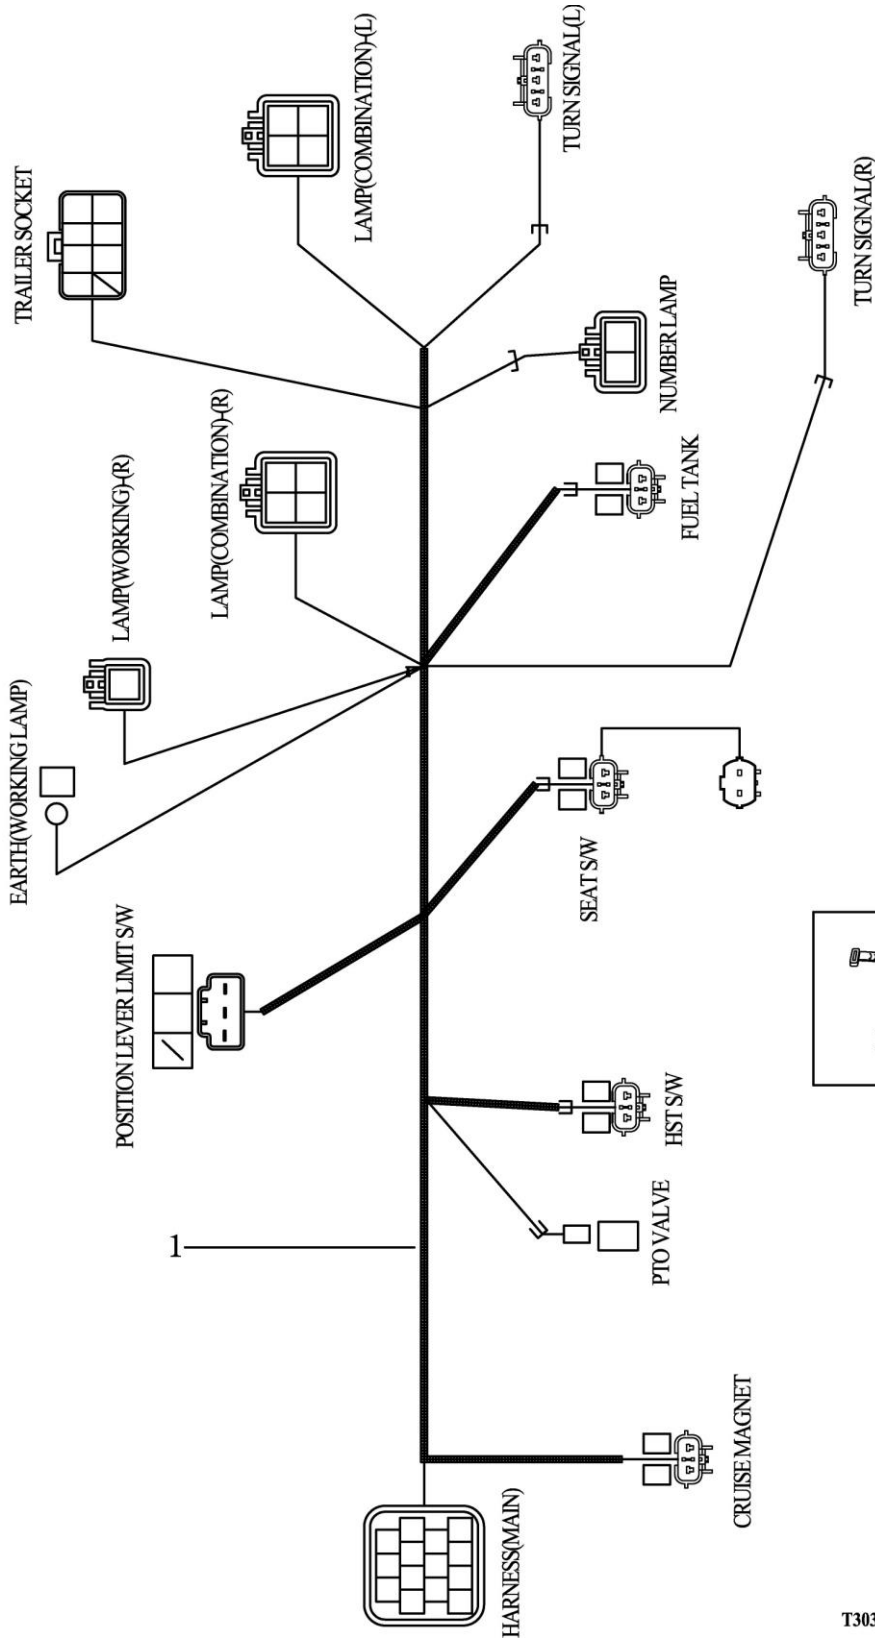 TRAILER SOCKET
LAMP(COMBINATION)-(L)
TURN SIGNAL(L)
EARTH(WORKING LAMP)
LAMP(WORKING)-(R)
LAMP(COMBINATION)-(R)
NUMBER LAMP
TURN SIGNAL(R)
FUEL TANK
POSITION LEVER LIMIT S/W
SEAT S/W
1
HST S/W
PTO VALVE
HARNESS(MAIN)
CRUISE MAGNET
T303